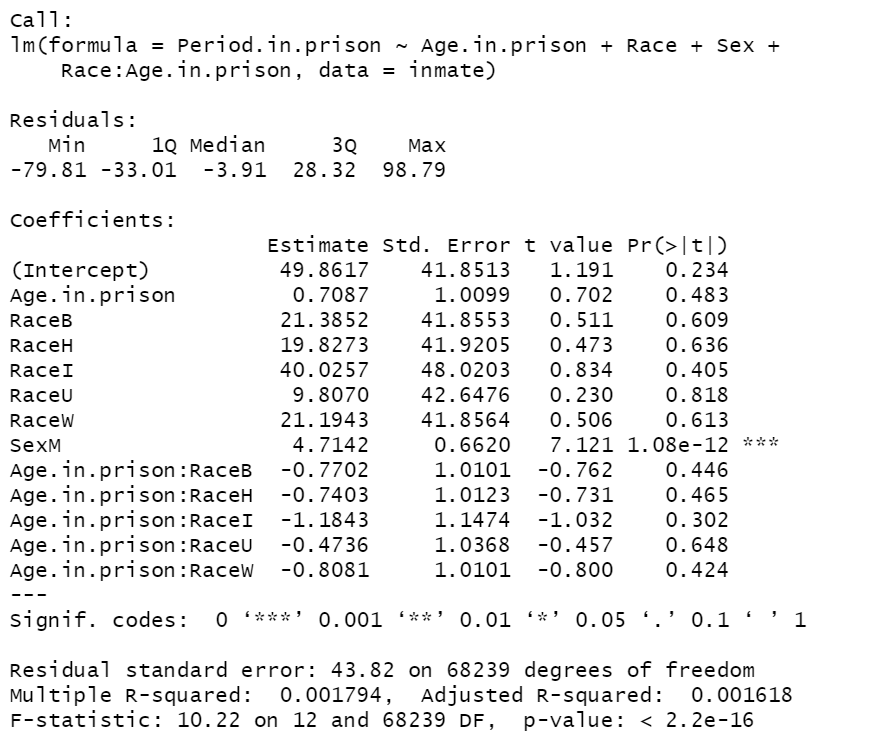 Call:
lm(formula = Period.in.prison ~ Age.in.prison + Race + Sex +
    Race:Age.in.prison, data = inmate)

Residuals:
   Min     1Q Median     3Q    Max
-79.81 -33.01  -3.91  28.32  98.79

Coefficients:
                     Estimate Std. Error t value Pr(>|t|)
(Intercept)           49.8617    41.8513   1.191    0.234
Age.in.prison          0.7087     1.0099   0.702    0.483
RaceB                 21.3852    41.8553   0.511    0.609
RaceH                 19.8273    41.9205   0.473    0.636
RaceI                 40.0257    48.0203   0.834    0.405
RaceU                  9.8070    42.6476   0.230    0.818
RaceW                 21.1943    41.8564   0.506    0.613
SexM                   4.7142     0.6620   7.121 1.08e-12 ***
Age.in.prison:RaceB  -0.7702     1.0101  -0.762    0.446
Age.in.prison:RaceH  -0.7403     1.0123  -0.731    0.465
Age.in.prison:RaceI  -1.1843     1.1474  -1.032    0.302
Age.in.prison:RaceU  -0.4736     1.0368  -0.457    0.648
Age.in.prison:RaceW  -0.8081     1.0101  -0.800    0.424
---
Signif. codes:  0 ‘***’ 0.001 ‘**’ 0.01 ‘*’ 0.05 ‘.’ 0.1 ‘ ’ 1

Residual standard error: 43.82 on 68239 degrees of freedom
Multiple R-squared:  0.001794,  Adjusted R-squared:  0.001618
F-statistic: 10.22 on 12 and 68239 DF,  p-value: < 2.2e-16